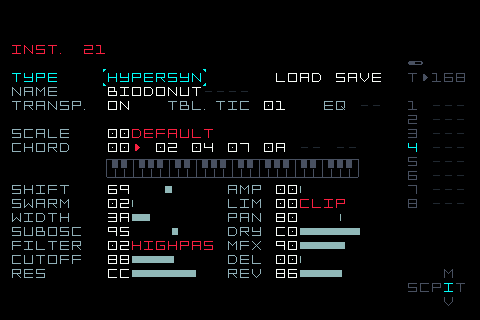 INST. 21
TYPE HYPERSYN LOAD SAVE T▶168
NAME BIODONUT----
TRANSP. ON TBL. TIC 01 EQ -- 1 ---
2 ---
SCALE 00 DEFAULT 3 ---
CHORD 00▶ 02 04 07 0A -- -- 4 ---
5 ---
6 ---
SHIFT 69 AMP 00 7 ---
SWARM 02 LIM 00CLIP 8 ---
WIDTH 3A PAN 80
SUBOSC 95 DRY C0
FILTER 02HIGHPAS MFX 90
CUTOFF 88 DEL 00 M
RES CC REV 86 SCPIT
V